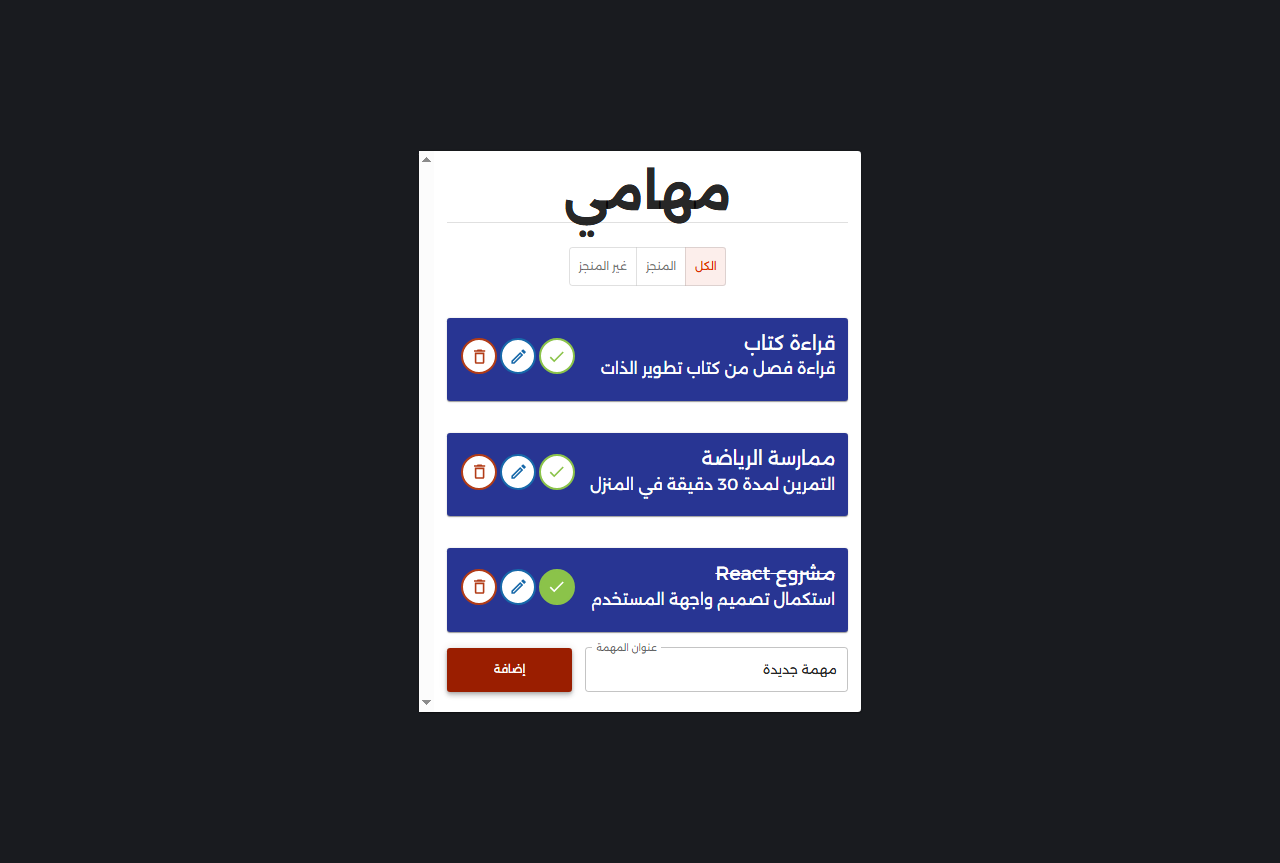 مهامي
الكل
المنجز
غير المنجز
قراءة كتاب
قراءة فصل من كتاب تطوير الذات
ممارسة الرياضة
التمرين لمدة 30 دقيقة في المنزل
مشروع React
استكمال تصميم واجهة المستخدم
عنوان المهمة
مهمة جديدة
إضافة